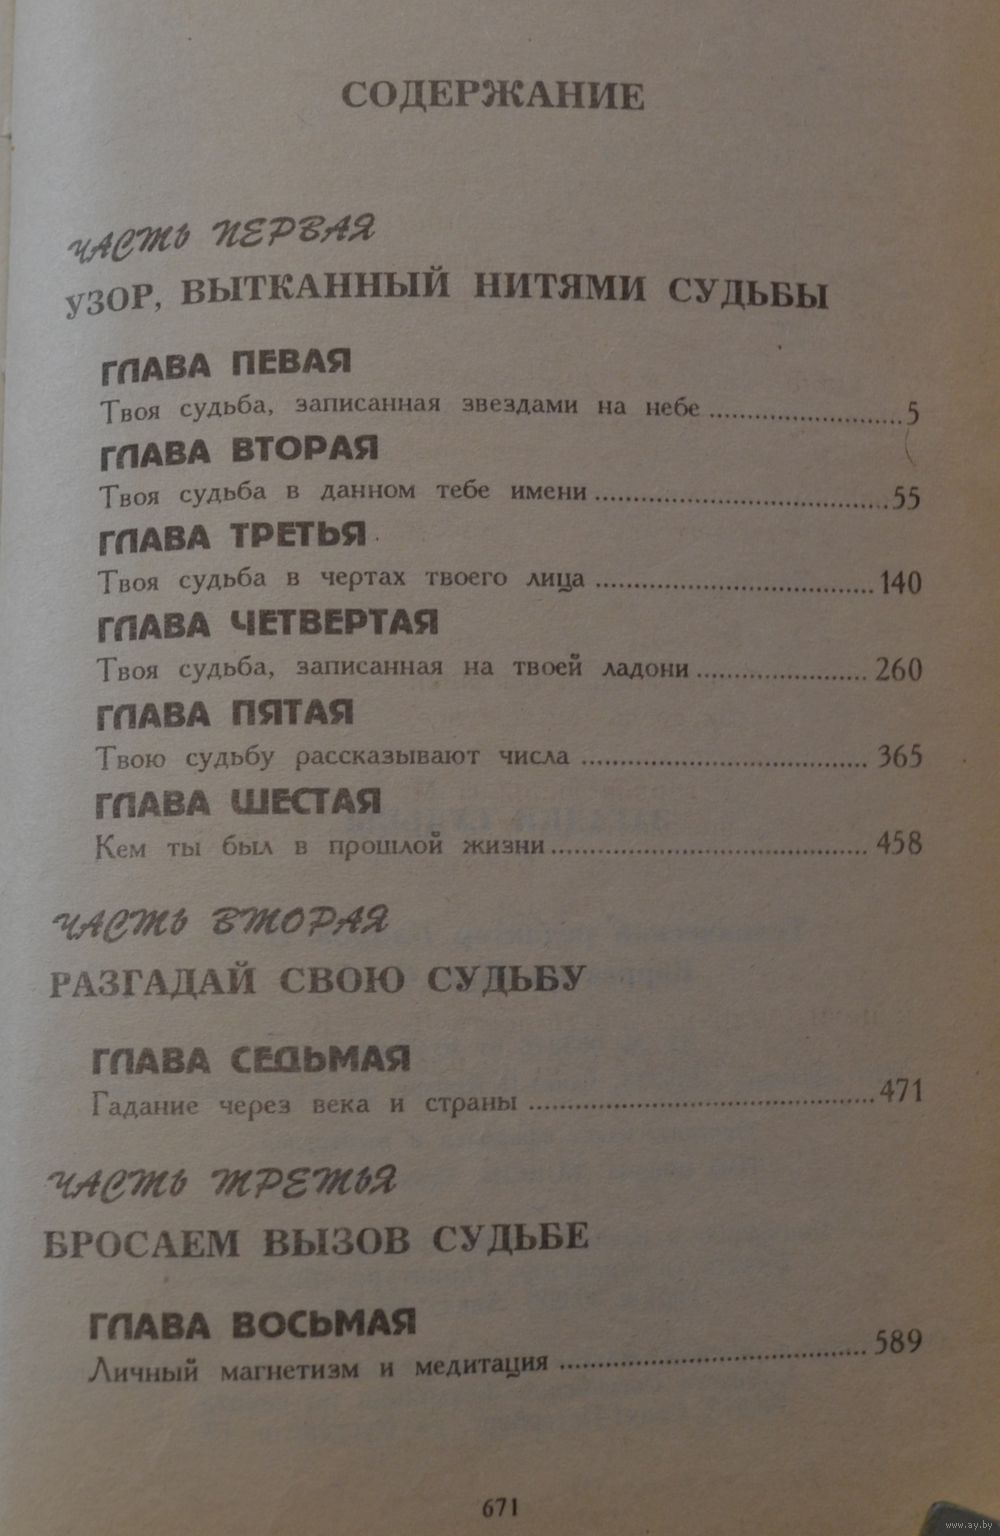 СОДЕРЖАНИЕ
ЧАСТЬ ПЕРВАЯ
УЗОР, ВЫТКАННЫЙ НИТЯМИ СУДЬБЫ
ГЛАВА ПЕВАЯ
Твоя судьба, записанная звездами на небе ........................ 5
ГЛАВА ВТОРАЯ
Твоя судьба в данном тебе имени ..................................... 55
ГЛАВА ТРЕТЬЯ
Твоя судьба в чертах твоего лица ................................... 140
ГЛАВА ЧЕТВЕРТАЯ
Твоя судьба, записанная на твоей ладони ...................... 260
ГЛАВА ПЯТАЯ
Твою судьбу рассказывают числа .................................... 365
ГЛАВА ШЕСТАЯ
Кем ты был в прошлой жизни ........................................ 458
ЧАСТЬ ВТОРАЯ
РАЗГАДАЙ СВОЮ СУДЬБУ
ГЛАВА СЕДЬМАЯ
Гадание через века и страны ........................................... 471
ЧАСТЬ ТРЕТЬЯ
БРОСАЕМ ВЫЗОВ СУДЬБЕ
ГЛАВА ВОСЬМАЯ
Личный магнетизм и медитация ...................................... 589
671
www.ay.by